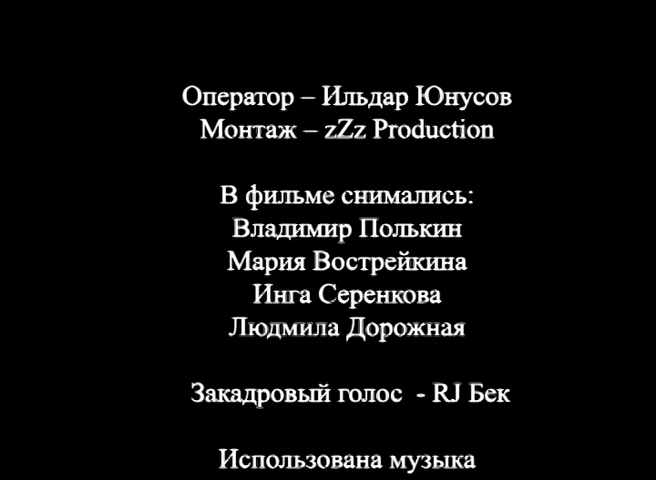 Оператор – Ильдар Юнусов
Монтаж – zZz Production
В фильме снимались:
Владимир Полькин
Мария Вострейкина
Инга Серенкова
Людмила Дорожная
Закадровый голос - RJ Бек
Использована музыка